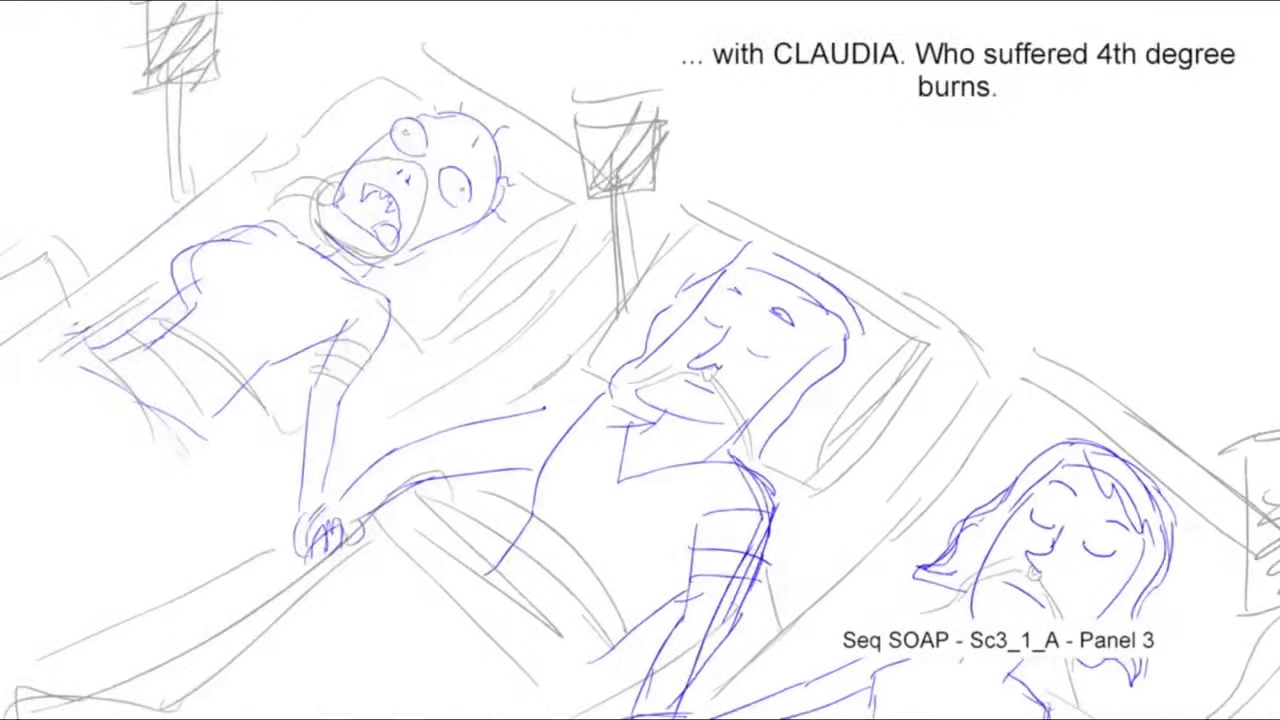 ... with CLAUDIA. Who suffered 4th degree
burns.
Seq SOAP - Sc3_1_A - Panel 3